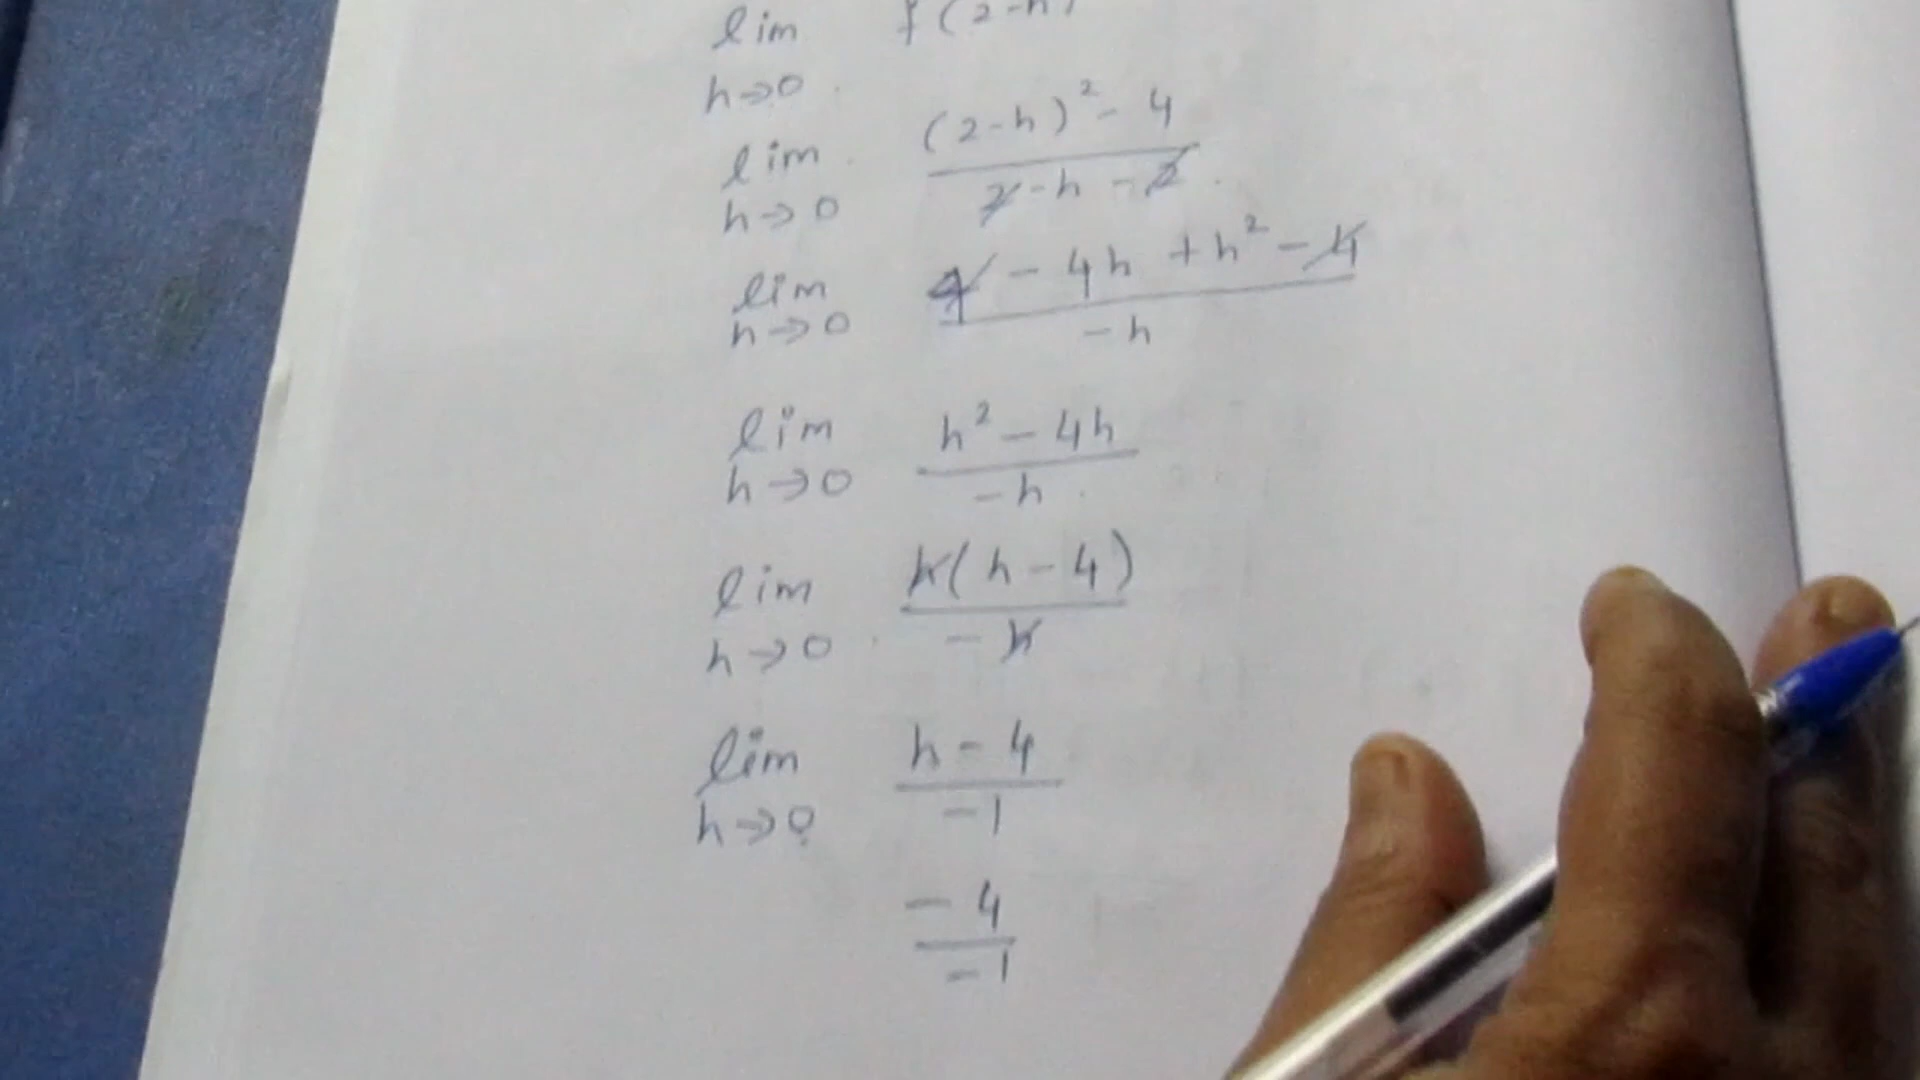 lim f(2-h)
h→0
lim (2-h)² - 4
h→0 2-h-2
lim 4 - 4h + h² - 4
h→0 -h
lim h² - 4h
h→0 -h
lim h(h-4)
h→0 -h
lim h-4
h→0 -1
-4
-1